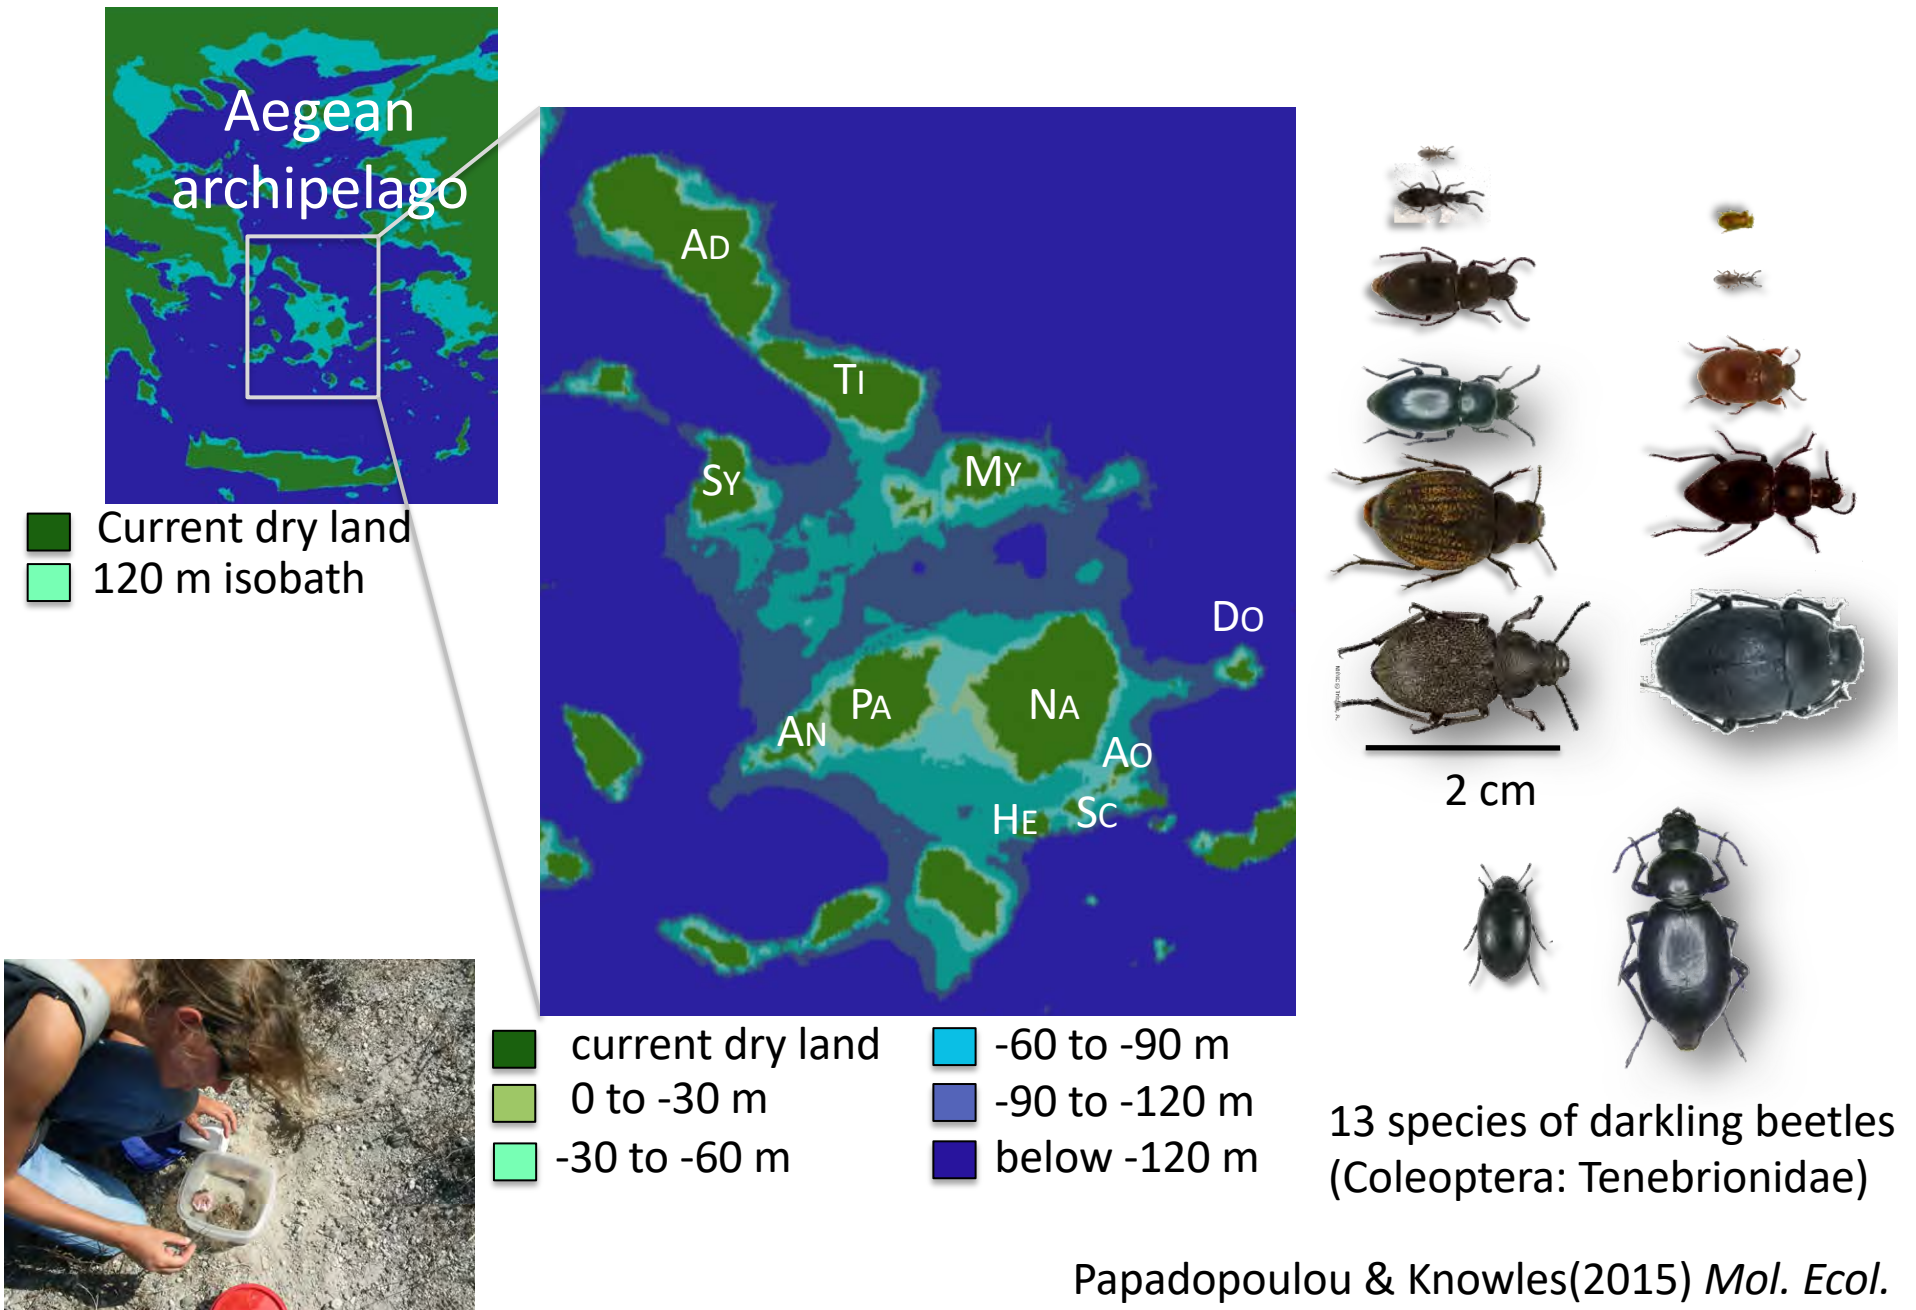 Aegean
archipelago
Current dry land
120 m isobath
AD
TI
SY
MY
DO
PA
NA
AN
AO
HE
SC
current dry land
0 to -30 m
-30 to -60 m
-60 to -90 m
-90 to -120 m
below -120 m
2 cm
13 species of darkling beetles
(Coleoptera: Tenebrionidae)
Papadopoulou & Knowles(2015) Mol. Ecol.